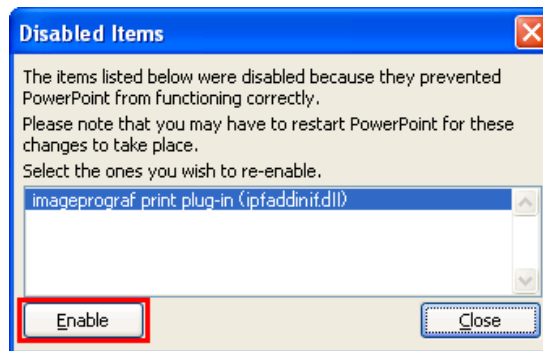 Disabled Items
The items listed below were disabled because they prevented
PowerPoint from functioning correctly.
Please note that you may have to restart PowerPoint for these
changes to take place.
Select the ones you wish to re-enable.
imageprograf print plug-in (ipfaddinif.dll)
Enable
Close